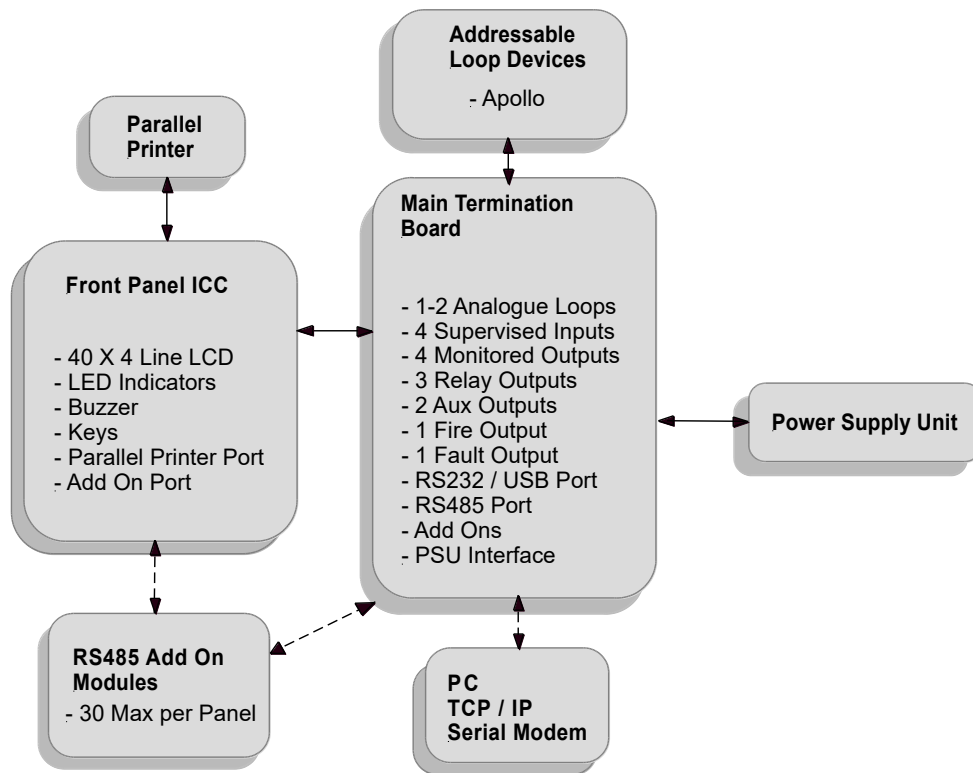 Addressable
Loop Devices
- Apollo
Parallel
Printer
Main Termination
Board
- 1-2 Analogue Loops
- 4 Supervised Inputs
- 4 Monitored Outputs
- 3 Relay Outputs
- 2 Aux Outputs
- 1 Fire Output
- 1 Fault Output
- RS232 / USB Port
- RS485 Port
- Add Ons
- PSU Interface
Front Panel ICC
- 40 X 4 Line LCD
- LED Indicators
- Buzzer
- Keys
- Parallel Printer Port
- Add On Port
Power Supply Unit
RS485 Add On
Modules
- 30 Max per Panel
PC
TCP / IP
Serial Modem